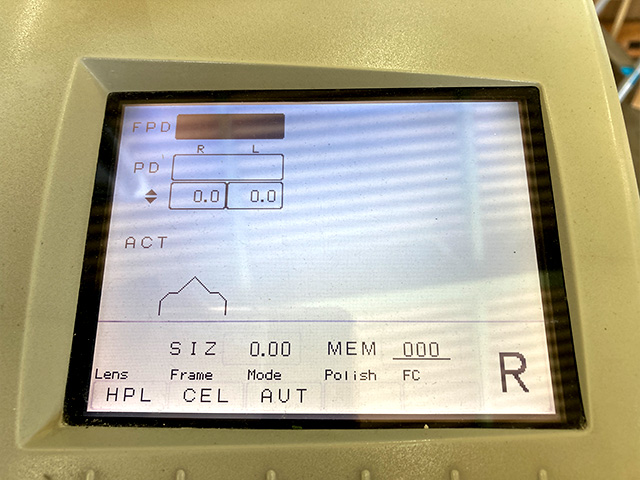 FPD
R L
PD
0.0 0.0
ACT
SIZ 0.00 MEM 000
Lens Frame Mode Polish FC
HPL CEL AUT
R